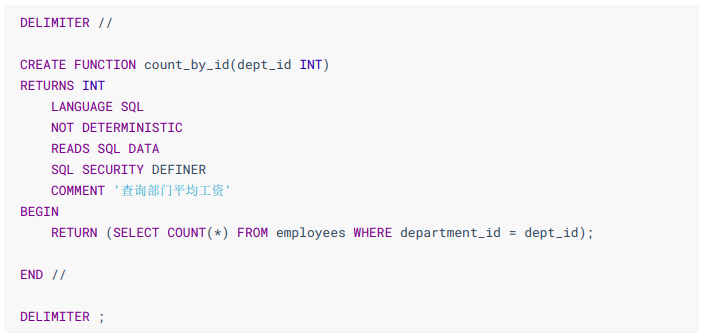 DELIMITER //
CREATE FUNCTION count_by_id(dept_id INT)
RETURNS INT
LANGUAGE SQL
NOT DETERMINISTIC
READS SQL DATA
SQL SECURITY DEFINER
COMMENT '查询部门平均工资'
BEGIN
RETURN (SELECT COUNT(*) FROM employees WHERE department_id = dept_id);
END //
DELIMITER ;